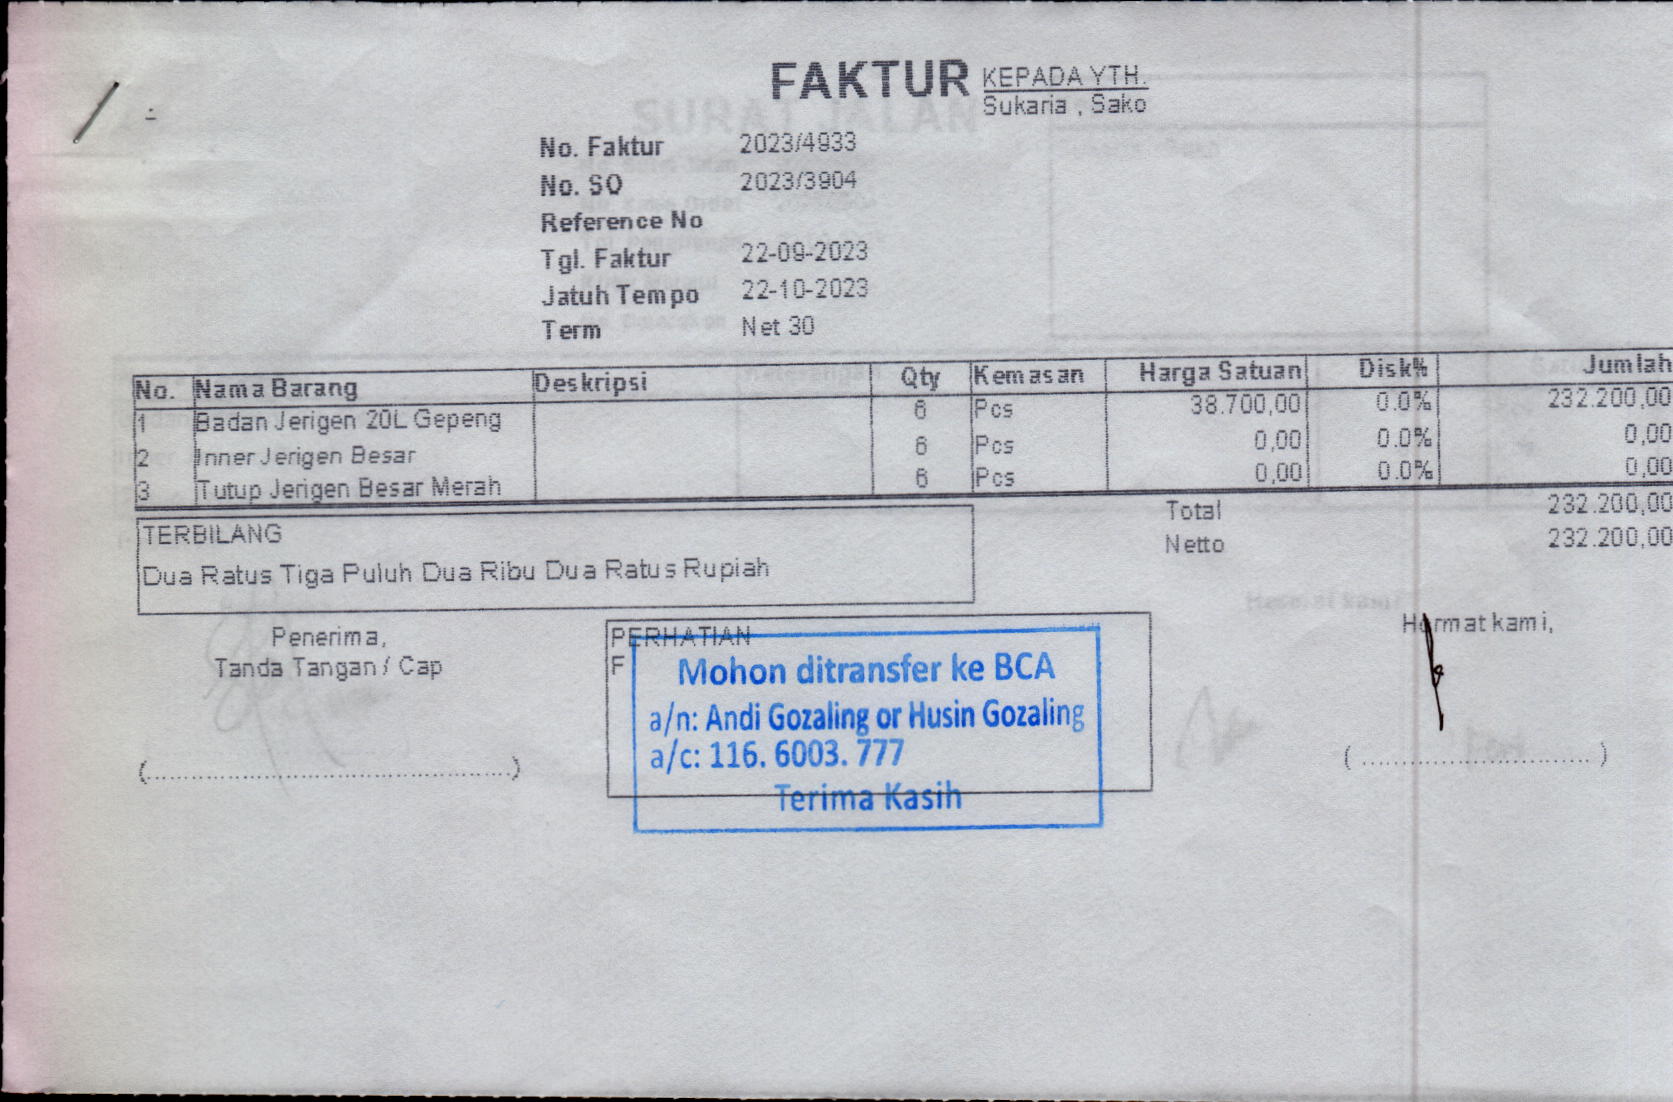 FAKTUR
KEPADA YTH.
Sukaria , Sako
SURAT JALAN
No. Faktur 2023/4933
No. SO 2023/3904
Reference No
Tgl. Faktur 22-09-2023
Jatuh Tempo 22-10-2023
Term Net 30
No. Nama Barang Deskripsi Qty Kemasan Harga Satuan Disk% Jumlah
1 Badan Jerigen 20L Gepeng 6 Pcs 38.700,00 0.0% 232.200,00
2 Inner Jerigen Besar 6 Pcs 0,00 0.0% 0,00
3 Tutup Jerigen Besar Merah 6 Pcs 0,00 0.0% 0,00
Total 232.200,00
Netto 232.200,00
TERBILANG
Dua Ratus Tiga Puluh Dua Ribu Dua Ratus Rupiah
Penerima,
Tanda Tangan / Cap
(............................................)
PERHATIAN
F
Mohon ditransfer ke BCA
a/n: Andi Gozaling or Husin Gozaling
a/c: 116. 6003. 777
Terima Kasih
Hormat kami,
( ............................ )